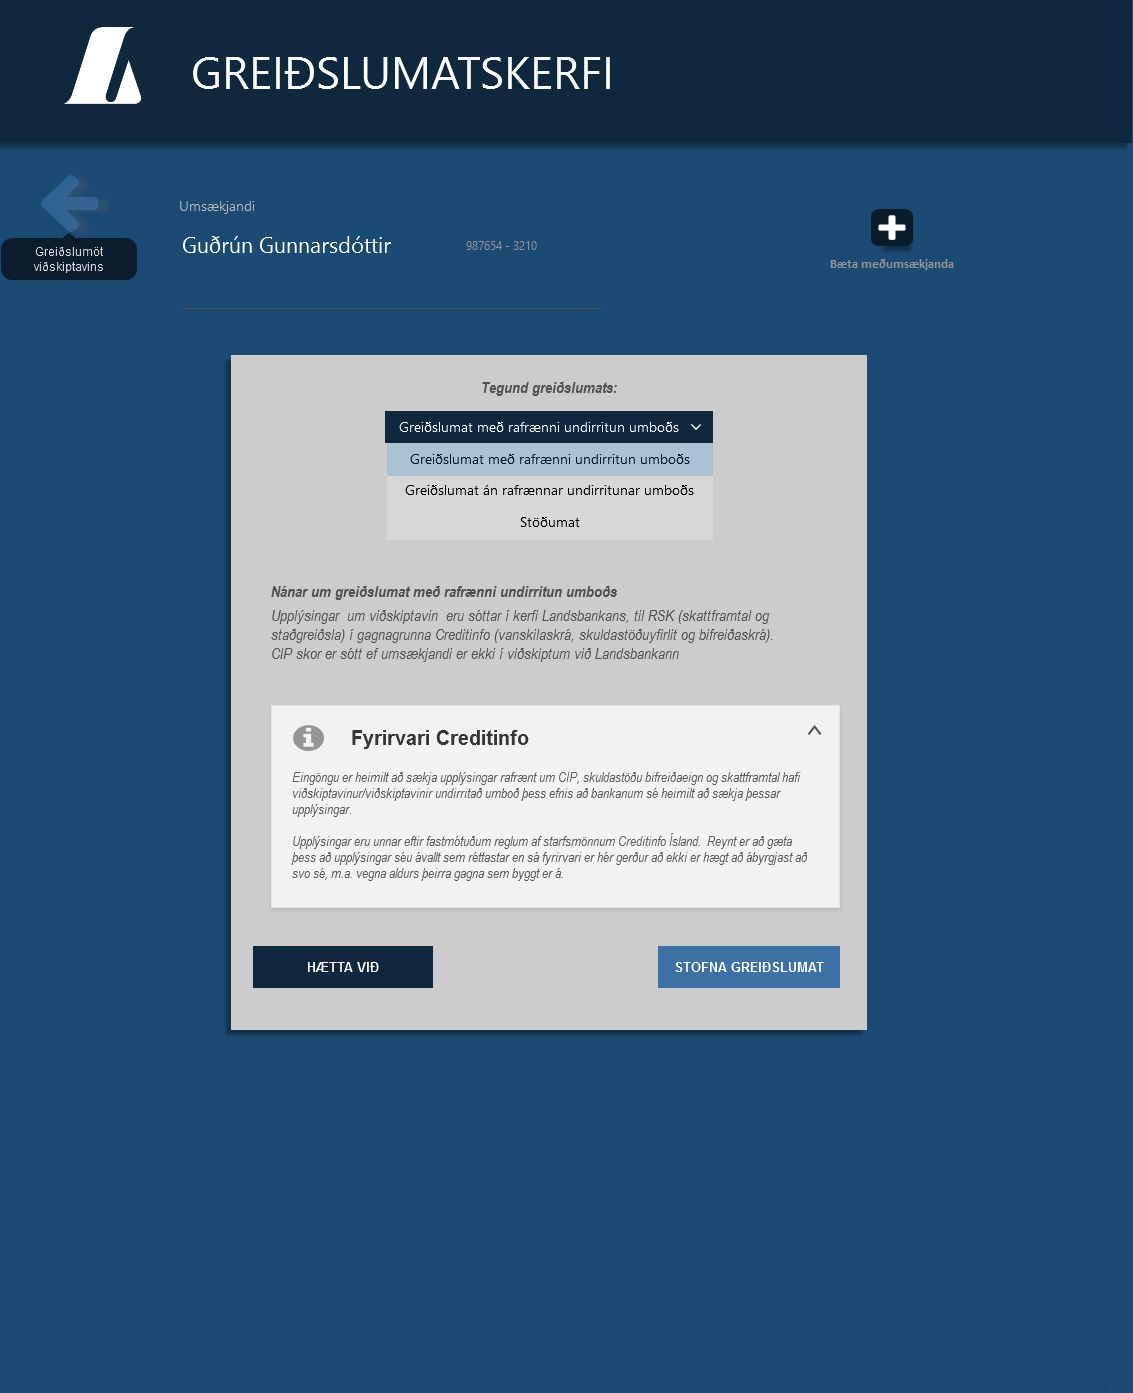 GREIÐSLUMATSKERFI
Greiðslumöt
viðskiptavins
Umsækjandi
Guðrún Gunnarsdóttir 987654 - 3210
Bæta meðumsækjanda
Tegund greiðslumats:
Greiðslumat með rafrænni undirritun umboðs
Greiðslumat með rafrænni undirritun umboðs
Greiðslumat án rafrænnar undirritunar umboðs
Stöðumat
Nánar um greiðslumat með rafrænni undirritun umboðs
Upplýsingar um viðskiptavin eru sóttar í kerfi Landsbankans, til RSK (skattframtal og
staðgreiðsla) í gagnagrunna Creditinfo (vanskilaskrá, skuldastöðuyfirlit og bifreiðaskrá).
CIP skor er sótt ef umsækjandi er ekki í viðskiptum við Landsbankann
Fyrirvari Creditinfo
Eingöngu er heimilt að sækja upplýsingar rafrænt um CIP, skuldastöðu bifreiðaeign og skattframtal hafi
viðskiptavinur/viðskiptavinir undirritað umboð þess efnis að bankanum sé heimilt að sækja þessar
upplýsingar.
Upplýsingar eru unnar eftir fastmótuðum reglum af starfsmönnum Creditinfo Ísland. Reynt er að gæta
þess að upplýsingar séu ávallt sem réttastar en sá fyrirvari er hér gerður að ekki er hægt að ábyrgjast að
svo sé, m.a. vegna aldurs þeirra gagna sem byggt er á.
HÆTTA VIÐ
STOFNA GREIÐSLUMAT